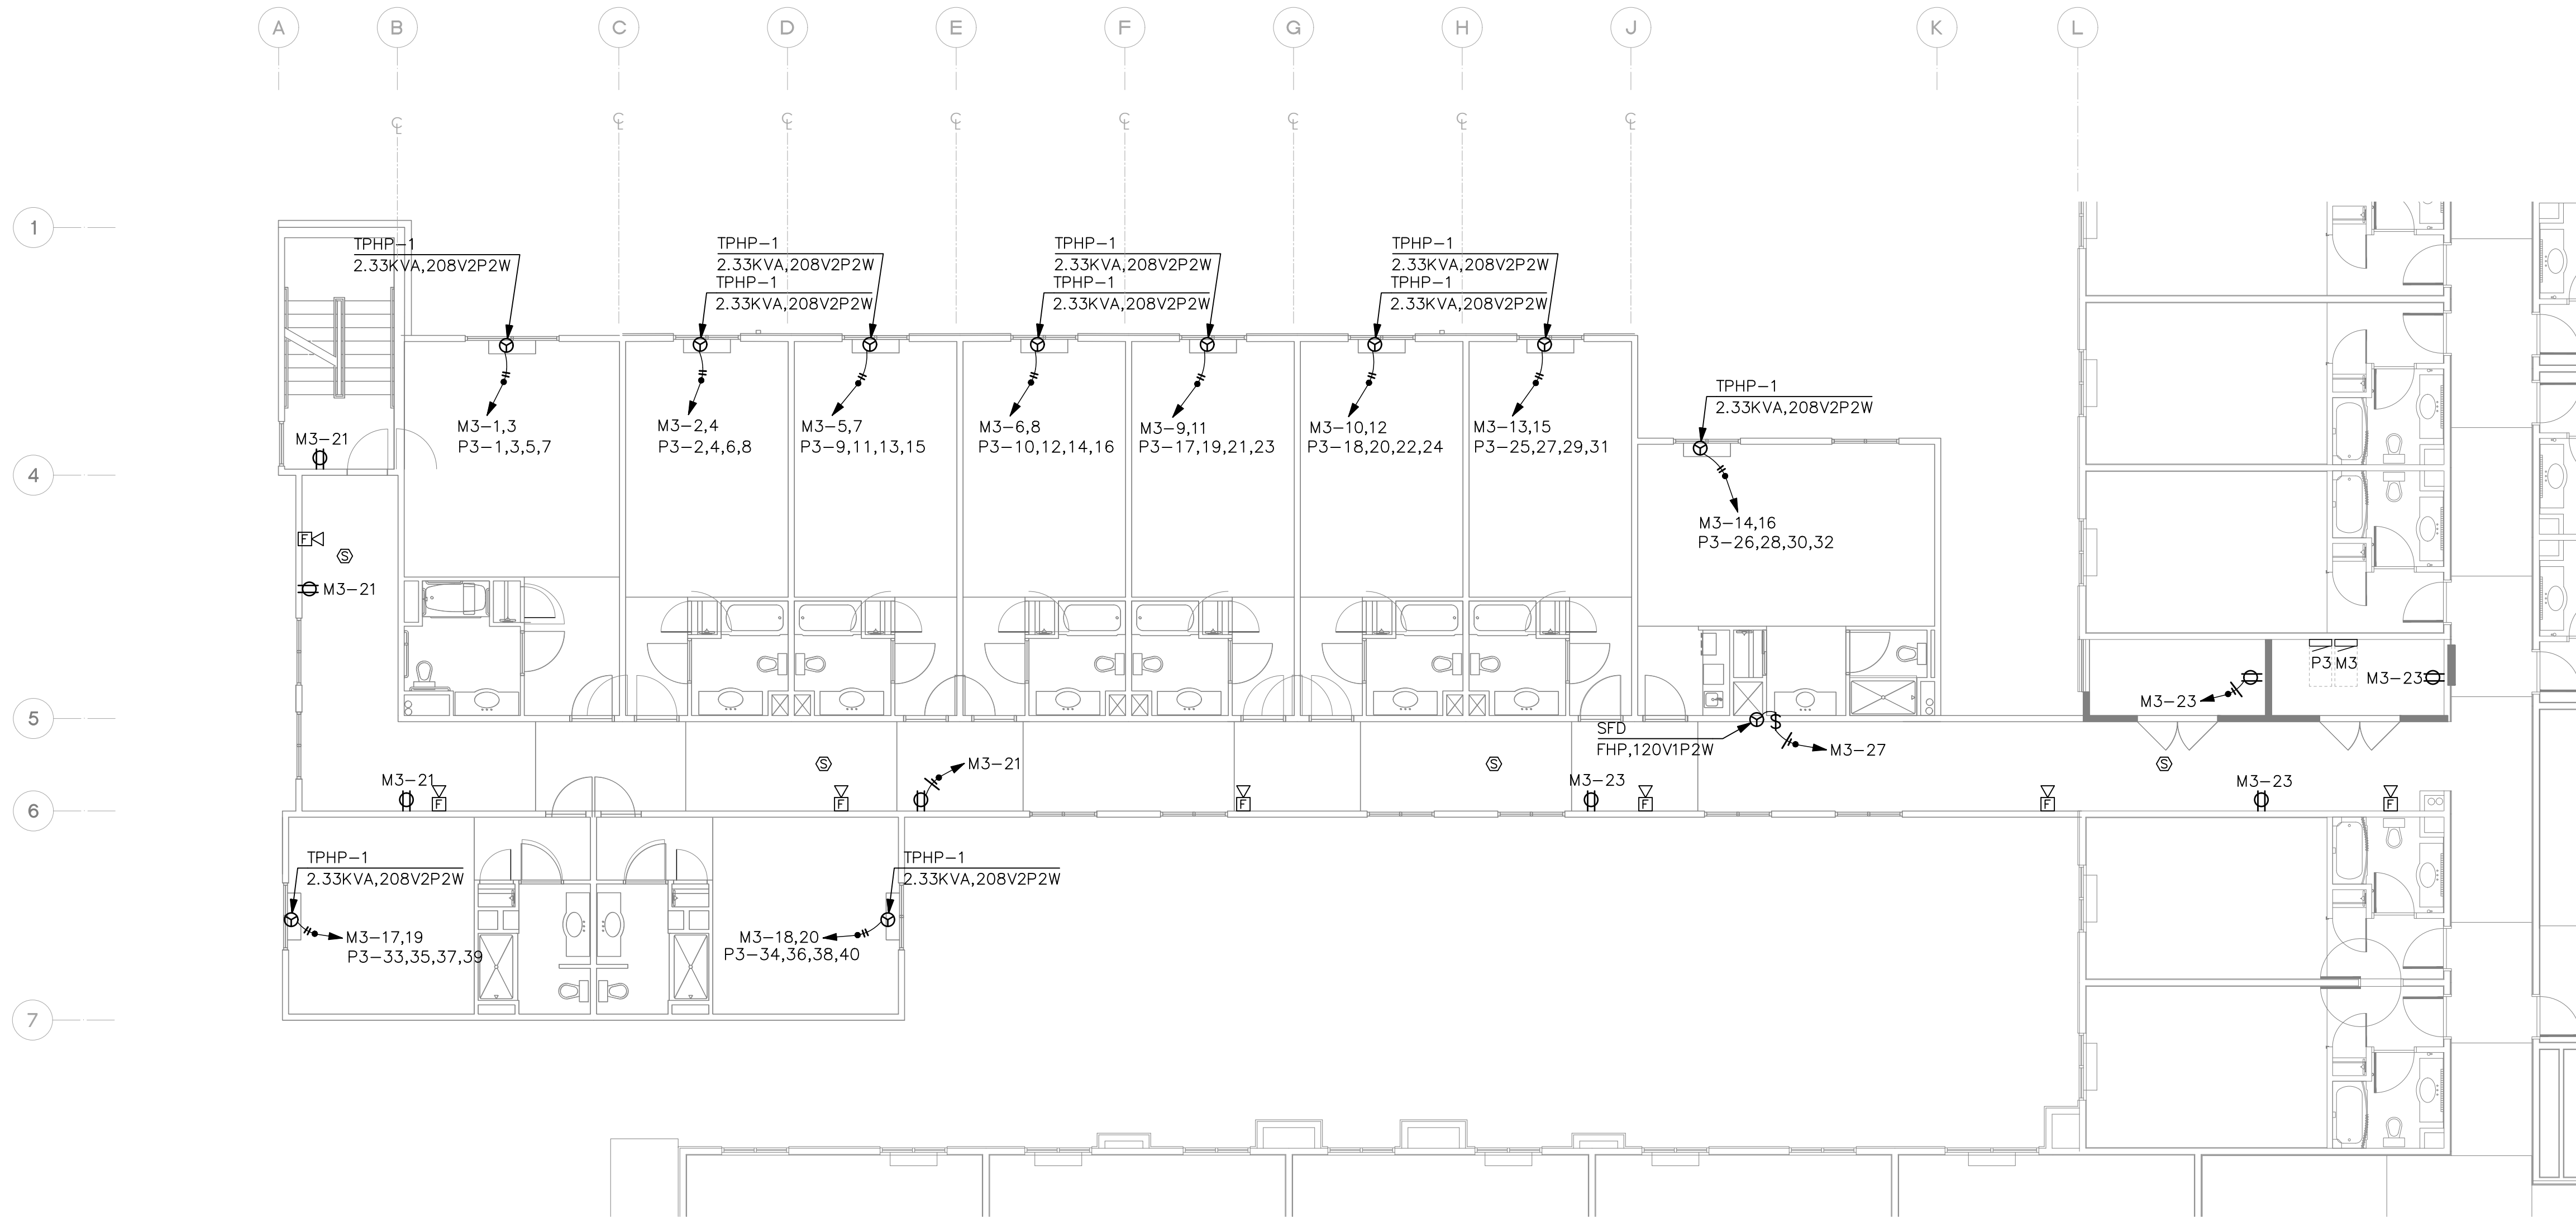 A B C D E F G H J K L
℄ ℄ ℄ ℄ ℄ ℄ ℄ ℄
1
TPHP-1
2.33KVA,208V2P2W
TPHP-1
2.33KVA,208V2P2W
TPHP-1
2.33KVA,208V2P2W
TPHP-1
2.33KVA,208V2P2W
TPHP-1
2.33KVA,208V2P2W
TPHP-1
2.33KVA,208V2P2W
TPHP-1
2.33KVA,208V2P2W
TPHP-1
2.33KVA,208V2P2W
M3-21
M3-1,3
P3-1,3,5,7
M3-2,4
P3-2,4,6,8
M3-5,7
P3-9,11,13,15
M3-6,8
P3-10,12,14,16
M3-9,11
P3-17,19,21,23
M3-10,12
P3-18,20,22,24
M3-13,15
P3-25,27,29,31
4
M3-14,16
P3-26,28,30,32
F
S
M3-21
P3 M3
M3-23
M3-23
5
SFD
FHP,120V1P2W
$
M3-27
S
M3-21
S
S
M3-21
M3-23
M3-23
6
F
F
F
F
F
F
TPHP-1
2.33KVA,208V2P2W
TPHP-1
2.33KVA,208V2P2W
M3-17,19
P3-33,35,37,39
M3-18,20
P3-34,36,38,40
7